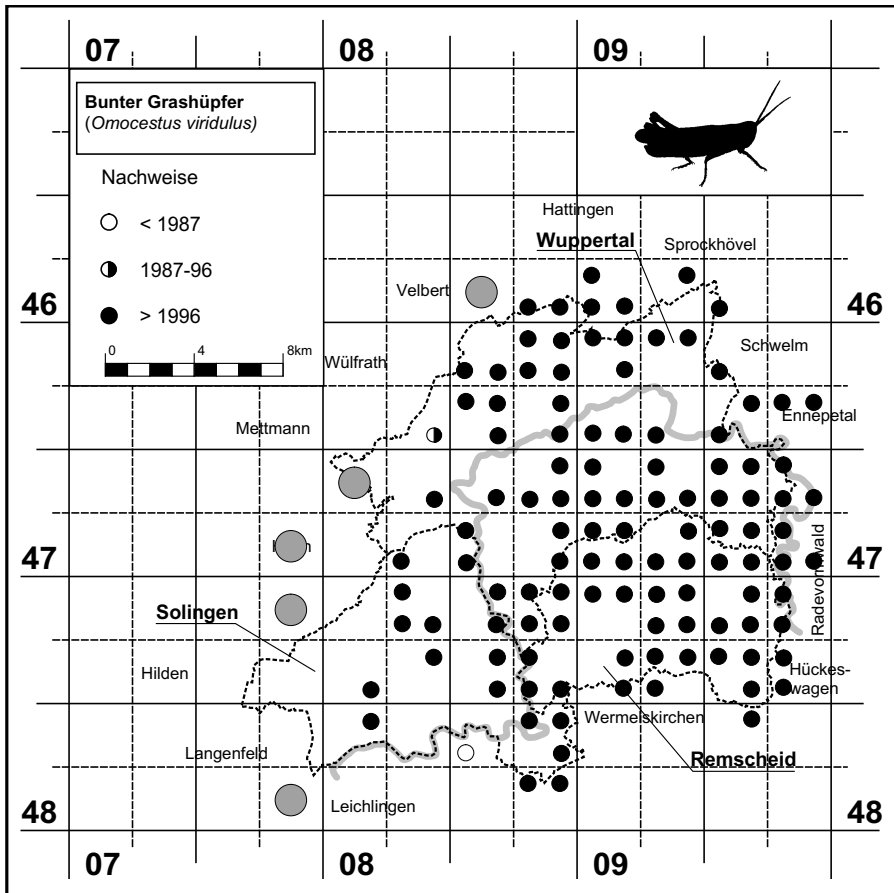 07
08
09
Bunter Grashüpfer
(Omocestus viridulus)
Nachweise
< 1987
1987-96
> 1996
0 4 8km
Hattingen
Wuppertal
Sprockhövel
Velbert
46
46
Wülfrath
Schwelm
Mettmann
Ennepetal
47
47
Radevormwald
Solingen
Hilden
Hückes-
wagen
Wermelskirchen
Langenfeld
Remscheid
Leichlingen
48
48
07
08
09